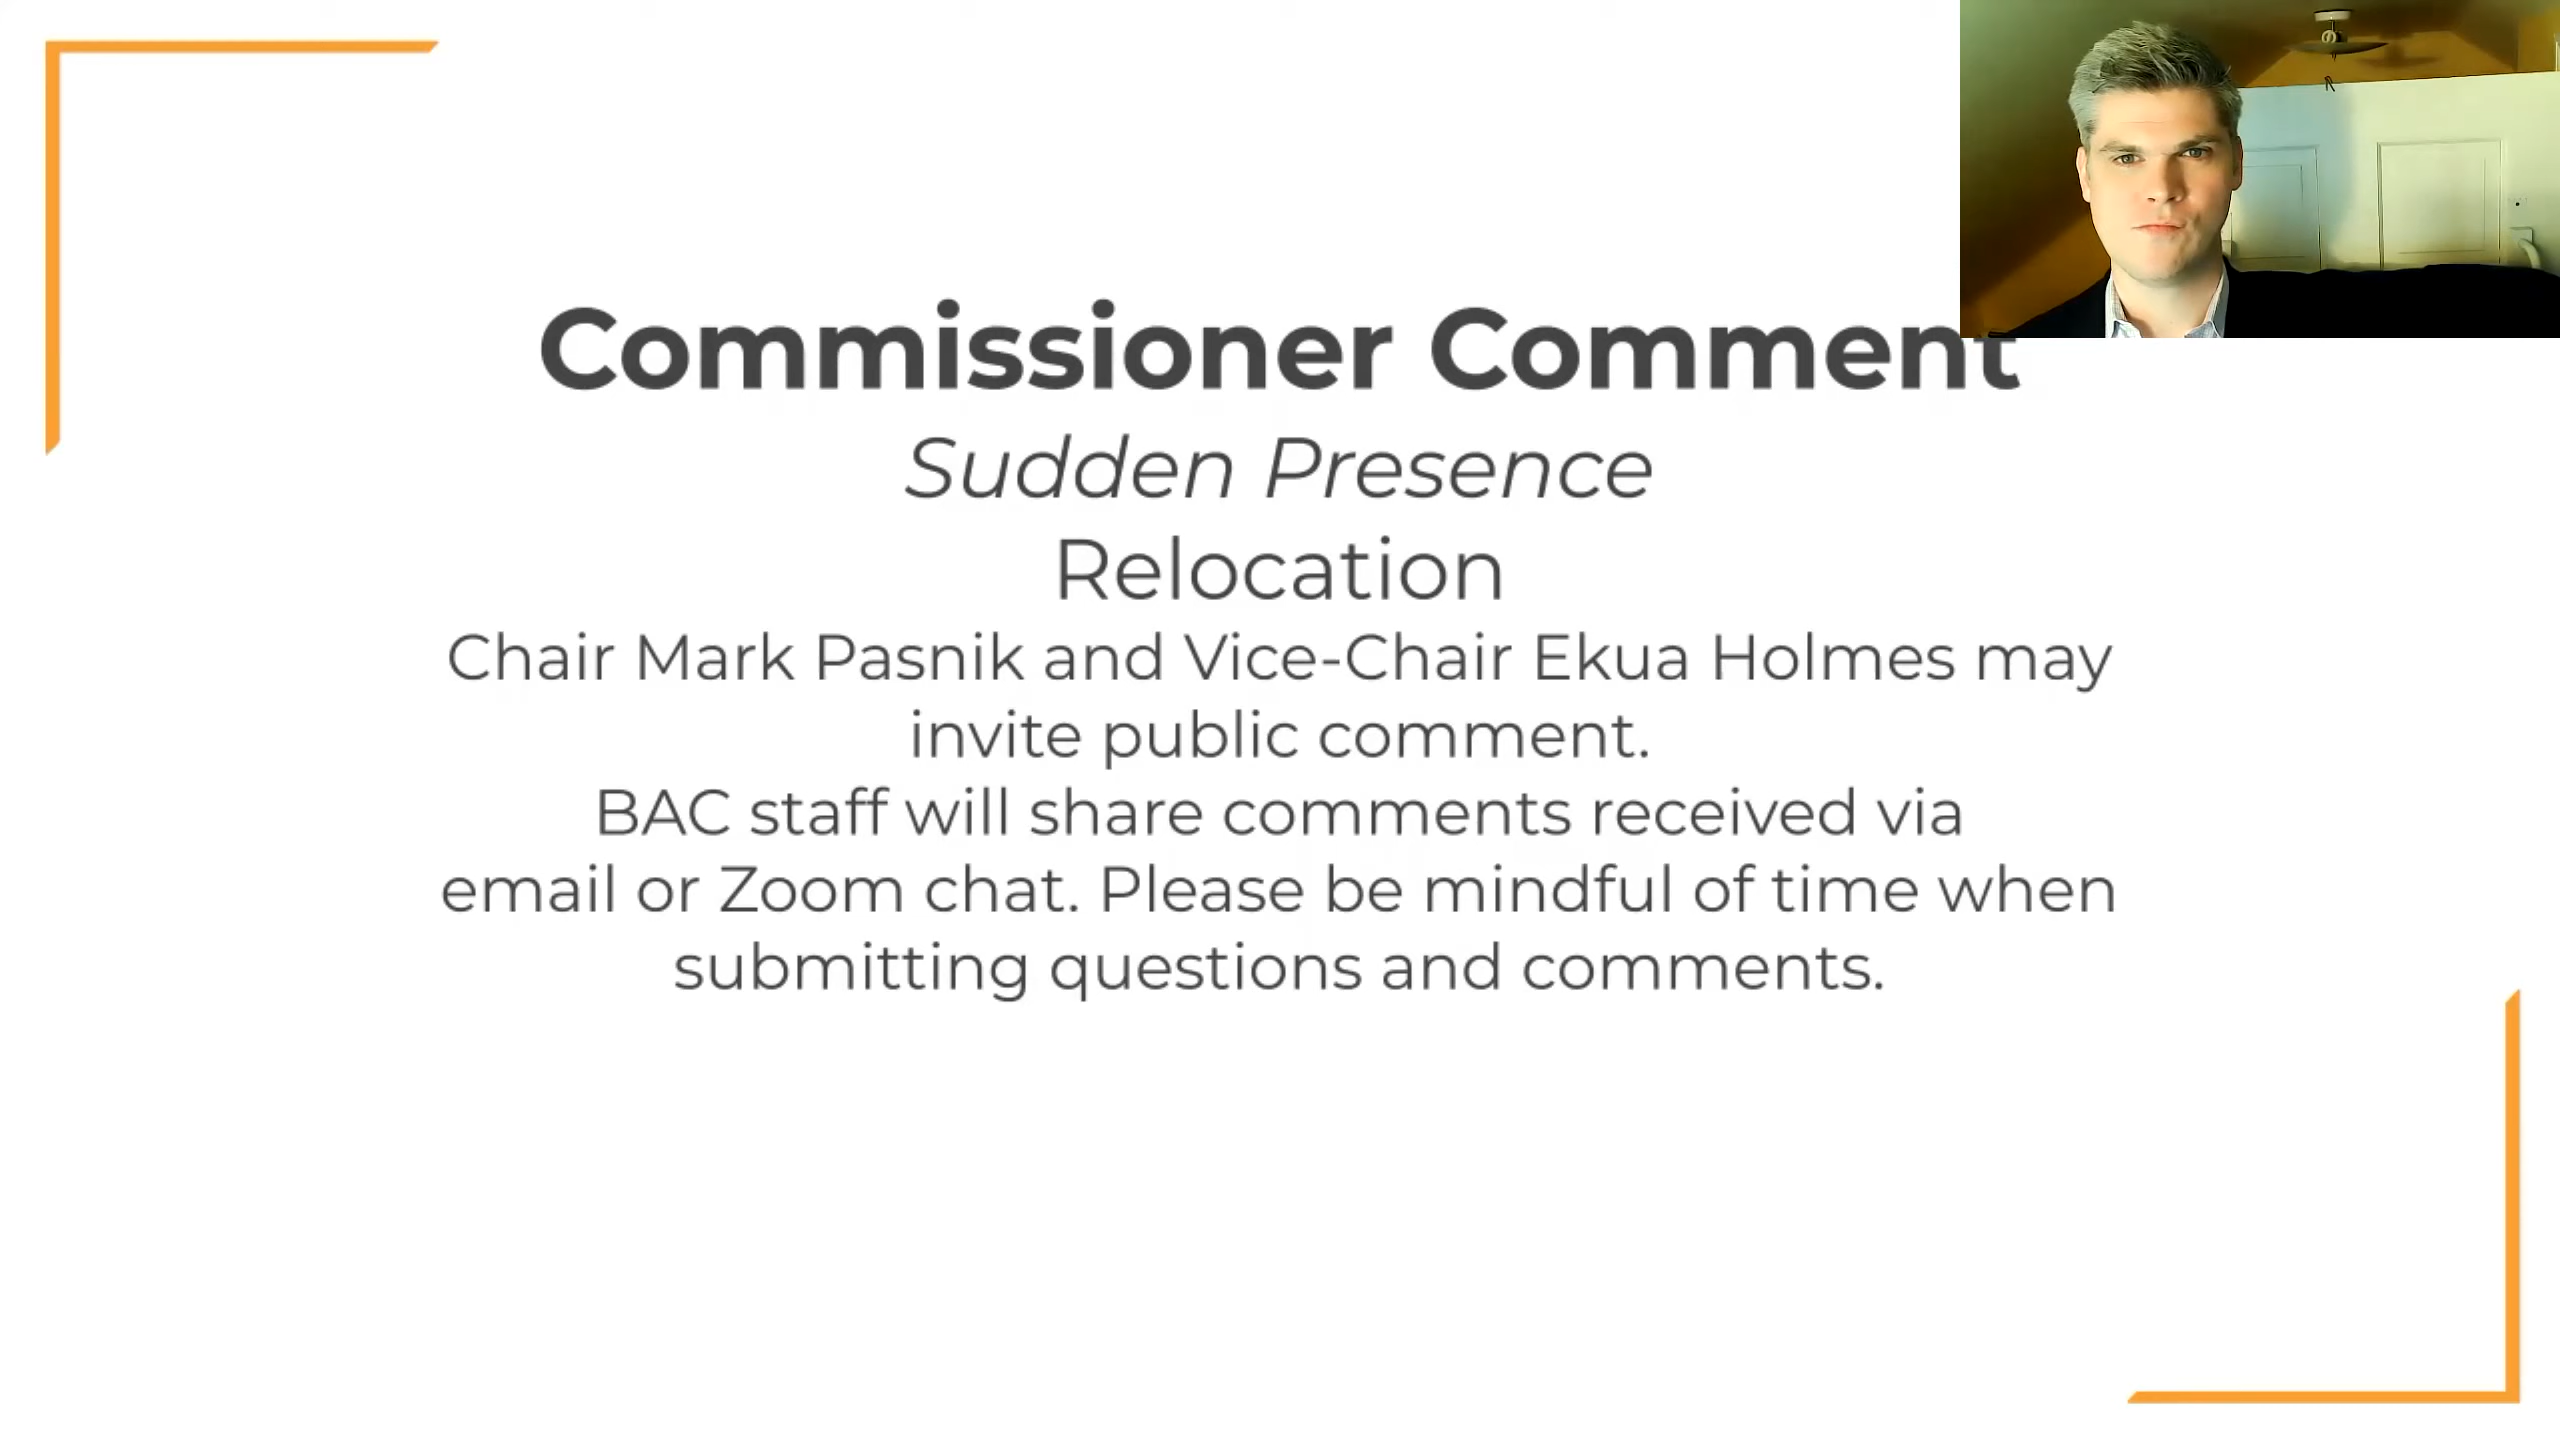 Commissioner Comment
Sudden Presence
Relocation
Chair Mark Pasnik and Vice-Chair Ekua Holmes may
invite public comment.
BAC staff will share comments received via
email or Zoom chat. Please be mindful of time when
submitting questions and comments.